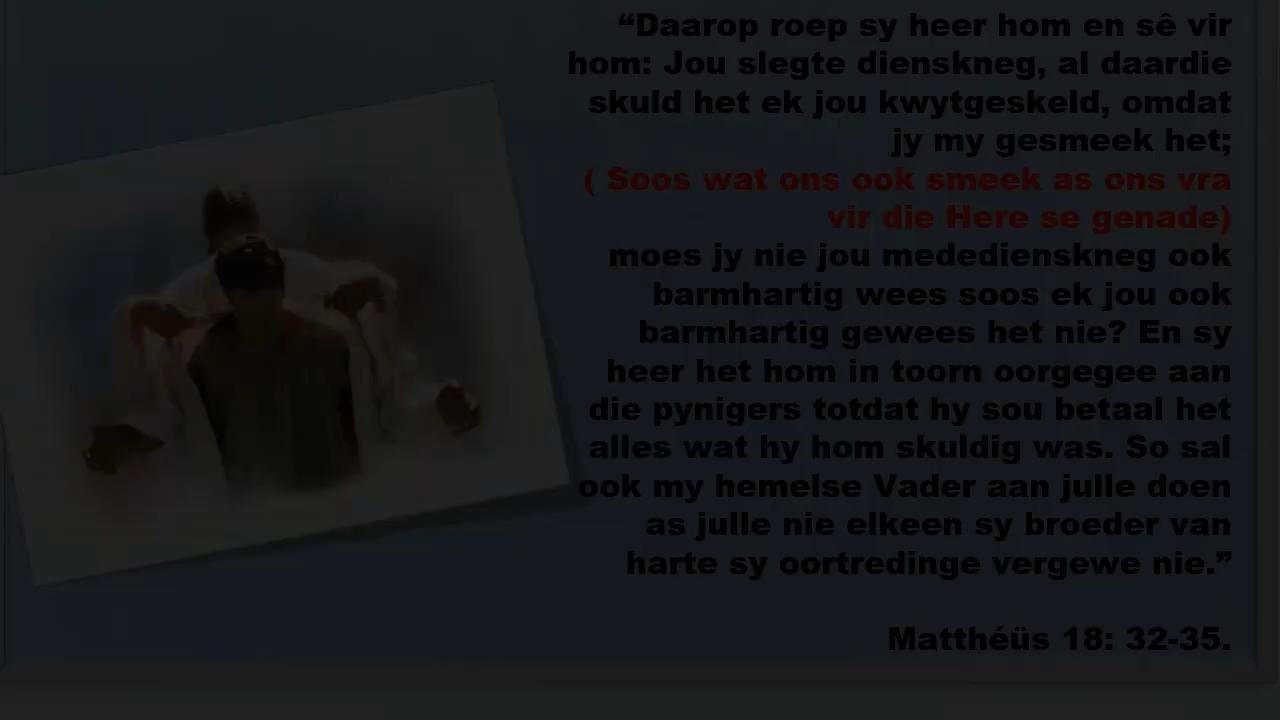 “Daarop roep sy heer hom en sê vir
hom: Jou slegte dienskneg, al daardie
skuld het ek jou kwytgeskeld, omdat
jy my gesmeek het;
( Soos wat ons ook smeek as ons vra
vir die Here se genade)
moes jy nie jou mededienskneg ook
barmhartig wees soos ek jou ook
barmhartig gewees het nie? En sy
heer het hom in toorn oorgegee aan
die pynigers totdat hy sou betaal het
alles wat hy hom skuldig was. So sal
ook my hemelse Vader aan julle doen
as julle nie elkeen sy broeder van
harte sy oortredinge vergewe nie.”
Matthéüs 18: 32-35.